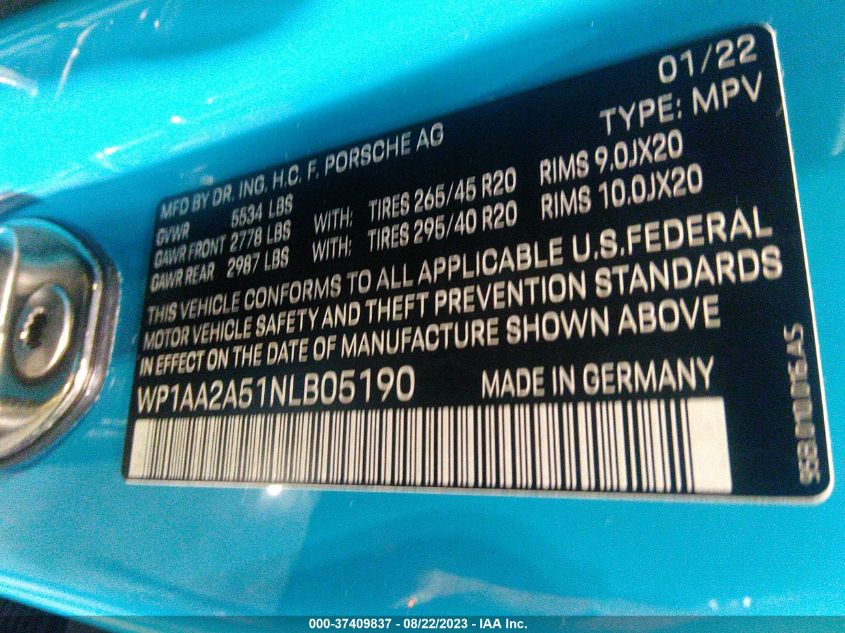 01/22
TYPE: MPV
MFD BY DR. ING. H.C. F. PORSCHE AG
GVWR 5534 LBS
GAWR FRONT 2778 LBS WITH: TIRES 265/45 R20 RIMS 9.0JX20
GAWR REAR 2987 LBS WITH: TIRES 295/40 R20 RIMS 10.0JX20
THIS VEHICLE CONFORMS TO ALL APPLICABLE U.S.FEDERAL
MOTOR VEHICLE SAFETY AND THEFT PREVENTION STANDARDS
IN EFFECT ON THE DATE OF MANUFACTURE SHOWN ABOVE
WP1AA2A51NLB05190 MADE IN GERMANY
000-37409837 - 08/22/2023 - IAA Inc.